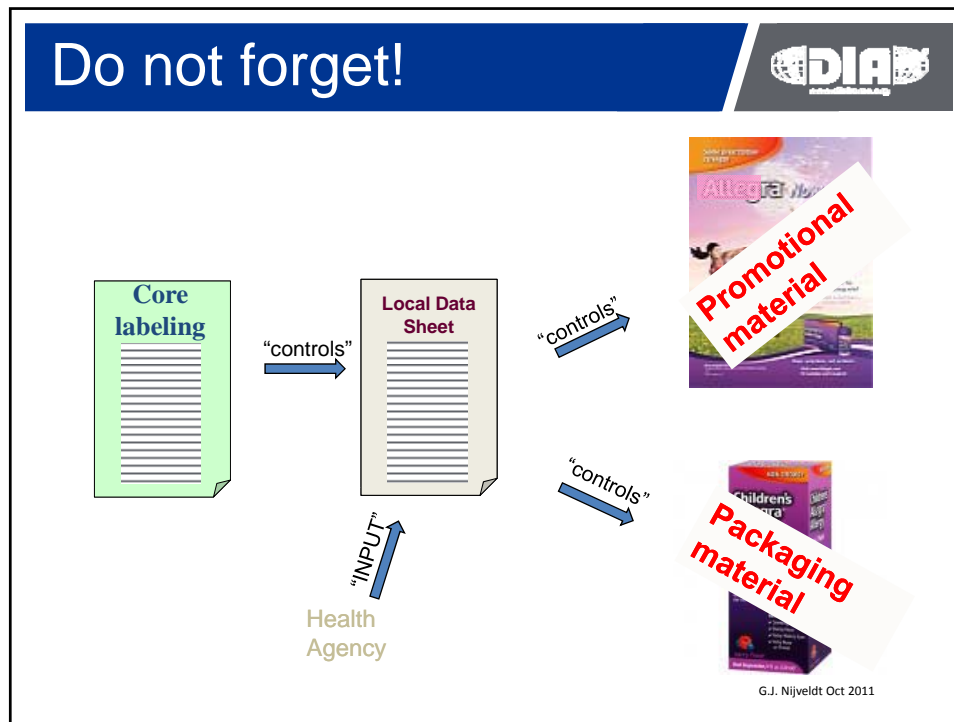 Do not forget!
DIA
Core
labeling
"controls"
Local Data
Sheet
"controls"
Allegra
Promotional
material
"controls"
Children's
Packaging
material
"INPUT"
Health
Agency
G.J. Nijveldt Oct 2011